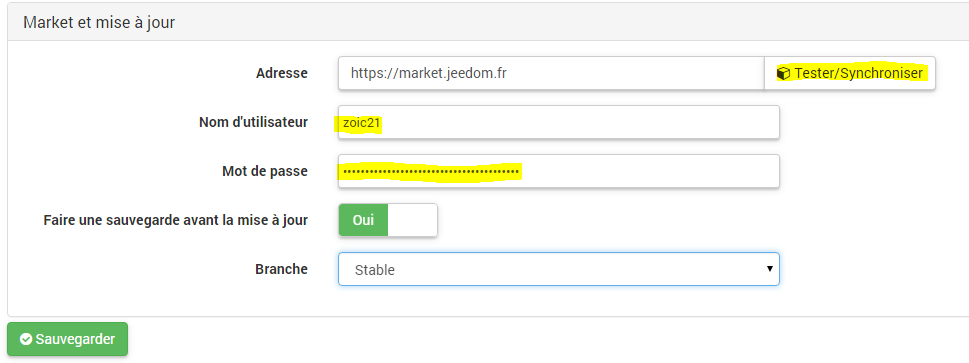 Market et mise à jour
Adresse https://market.jeedom.fr Tester/Synchroniser
Nom d'utilisateur zoic21
Mot de passe ••••••••••••••••••••••••••••••••••••••••
Faire une sauvegarde avant la mise à jour Oui
Branche Stable
Sauvegarder